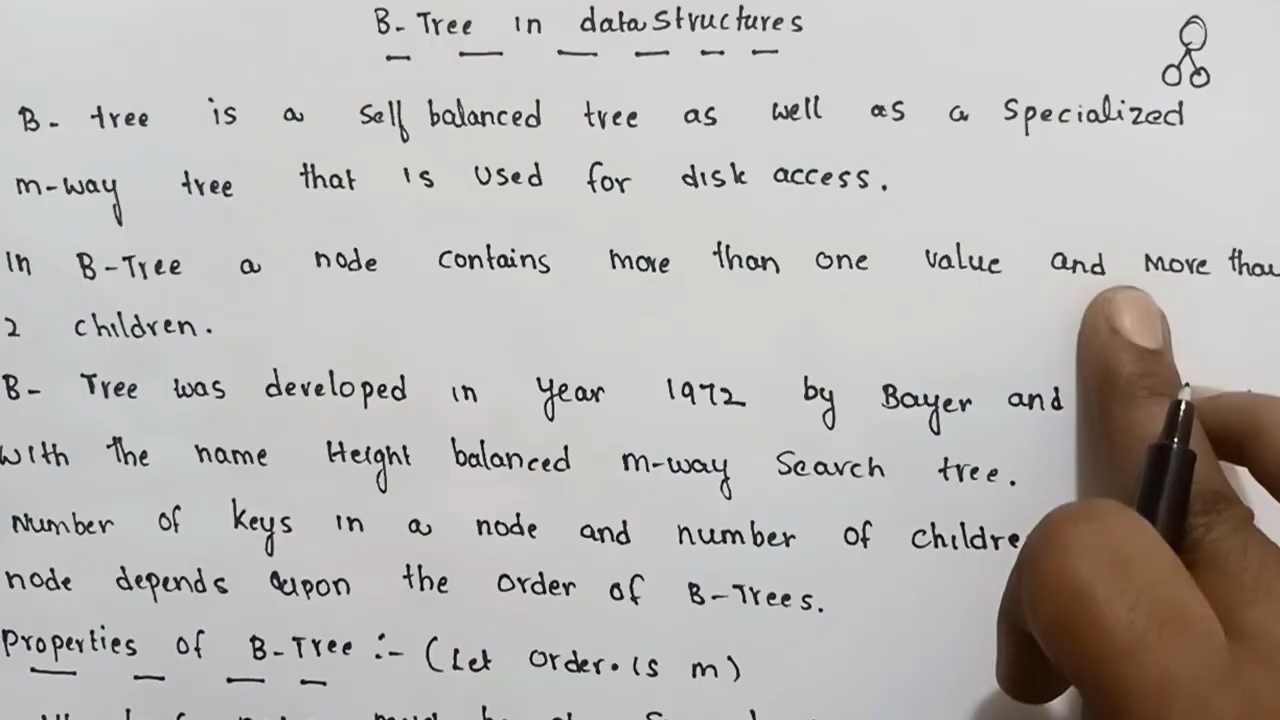 B- Tree in data Structures
B- tree is a self balanced tree as well as a specialized
m-way tree that is used for disk access.
In B-Tree a node contains more than one value and more than
2 children.
B- Tree was developed in year 1972 by Bayer and
with the name Height balanced m-way Search tree.
Number of keys in a node and number of childre
node depends upon the order of B-Trees.
Properties of B-Tree :- (Let order is m)